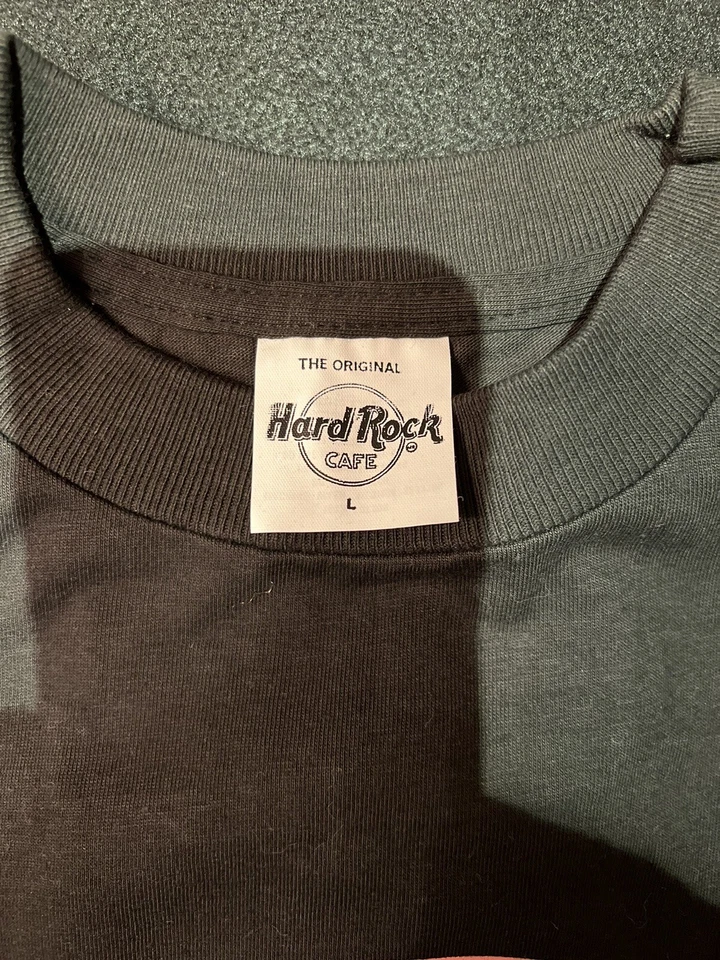 THE ORIGINAL
Hard Rock
CAFE
L